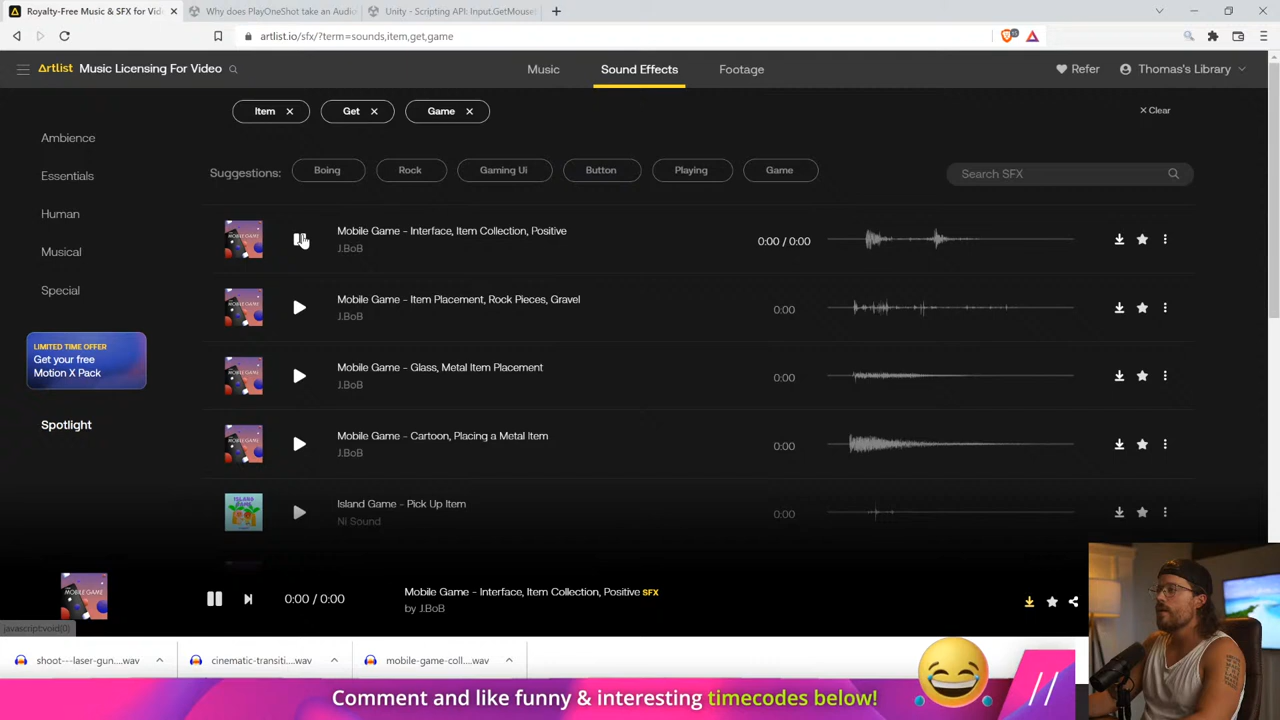 Royalty-Free Music & SFX for Vide
Why does PlayOneShot take an Audio
Unity - Scripting API: Input.GetMouse
artlist.io/sfx/?term=sounds,item,get,game
Artlist Music Licensing For Video
Music
Sound Effects
Footage
Refer
Thomas's Library
Item
Get
Game
Clear
Suggestions:
Boing
Rock
Gaming Ui
Button
Playing
Game
Search SFX
Ambience
Essentials
Human
Musical
Special
LIMITED TIME OFFER
Get your free
Motion X Pack
Spotlight
Mobile Game - Interface, Item Collection, Positive
J.BoB
0:00 / 0:00
Mobile Game - Item Placement, Rock Pieces, Gravel
J.BoB
0:00
Mobile Game - Glass, Metal Item Placement
J.BoB
0:00
Mobile Game - Cartoon, Placing a Metal Item
J.BoB
0:00
Island Game - Pick Up Item
Ni Sound
0:00
MOBILE GAME
0:00 / 0:00
Mobile Game - Interface, Item Collection, Positive SFX
by J.BoB
javascript:void(0)
shoot---laser-gun....wav
cinematic-transiti....wav
mobile-game-coll....wav
Comment and like funny & interesting timecodes below!
//